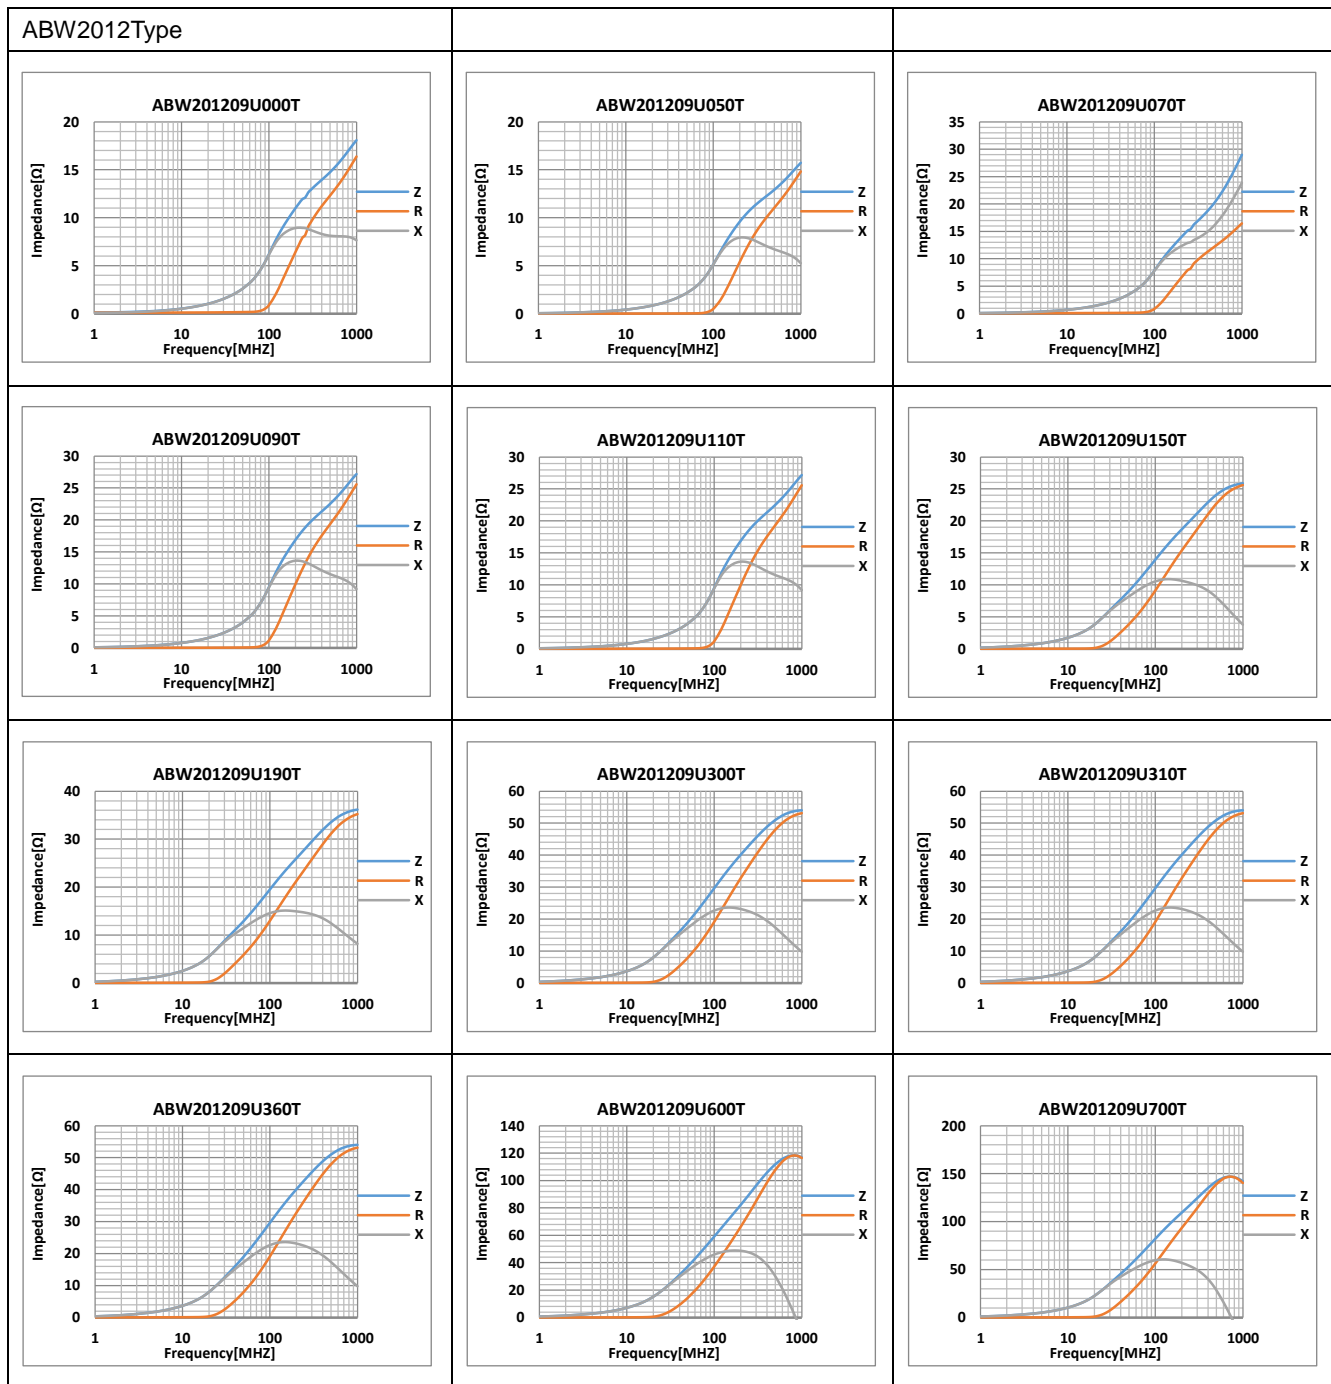 ABW2012Type
ABW201209U000T
Impedance[Ω]
20
15
10
5
0
1 10 100 1000
Frequency[MHZ]
Z
R
X
ABW201209U050T
Impedance[Ω]
20
15
10
5
0
1 10 100 1000
Frequency[MHZ]
Z
R
X
ABW201209U070T
Impedance[Ω]
35
30
25
20
15
10
5
0
1 10 100 1000
Frequency[MHZ]
Z
R
X
ABW201209U090T
Impedance[Ω]
30
25
20
15
10
5
0
1 10 100 1000
Frequency[MHZ]
Z
R
X
ABW201209U110T
Impedance[Ω]
30
25
20
15
10
5
0
1 10 100 1000
Frequency[MHZ]
Z
R
X
ABW201209U150T
Impedance[Ω]
30
25
20
15
10
5
0
1 10 100 1000
Frequency[MHZ]
Z
R
X
ABW201209U190T
Impedance[Ω]
40
30
20
10
0
1 10 100 1000
Frequency[MHZ]
Z
R
X
ABW201209U300T
Impedance[Ω]
60
50
40
30
20
10
0
1 10 100 1000
Frequency[MHZ]
Z
R
X
ABW201209U310T
Impedance[Ω]
60
50
40
30
20
10
0
1 10 100 1000
Frequency[MHZ]
Z
R
X
ABW201209U360T
Impedance[Ω]
60
50
40
30
20
10
0
1 10 100 1000
Frequency[MHZ]
Z
R
X
ABW201209U600T
Impedance[Ω]
140
120
100
80
60
40
20
0
1 10 100 1000
Frequency[MHZ]
Z
R
X
ABW201209U700T
Impedance[Ω]
200
150
100
50
0
1 10 100 1000
Frequency[MHZ]
Z
R
X